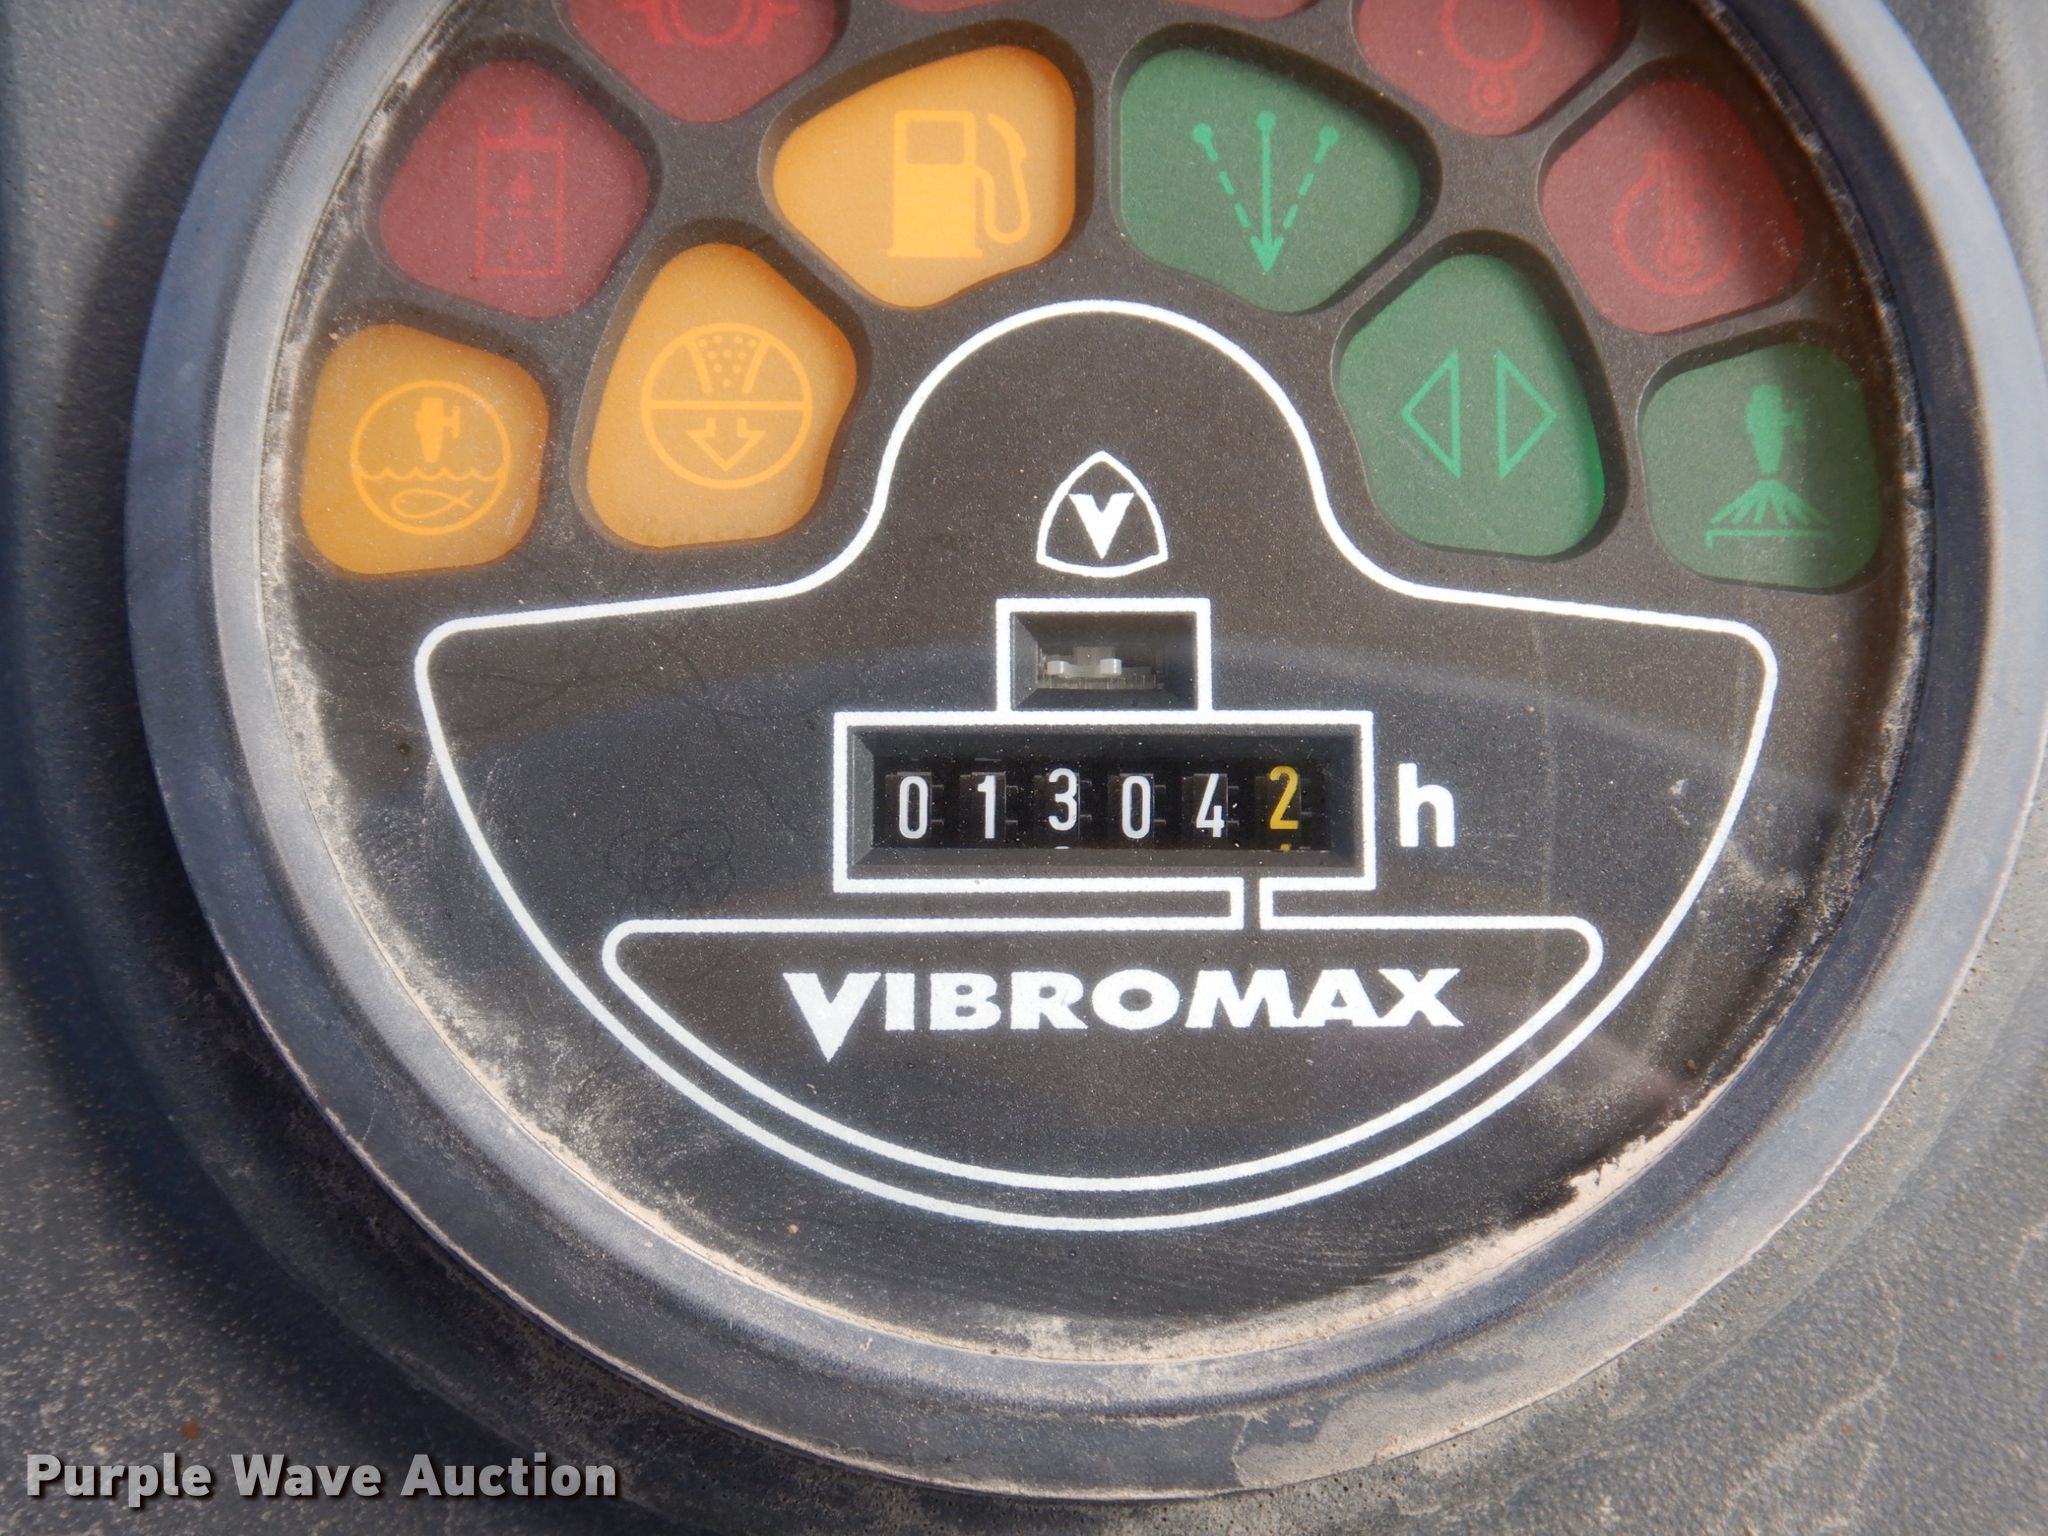 V
013042 h
VIBROMAX
Purple Wave Auction